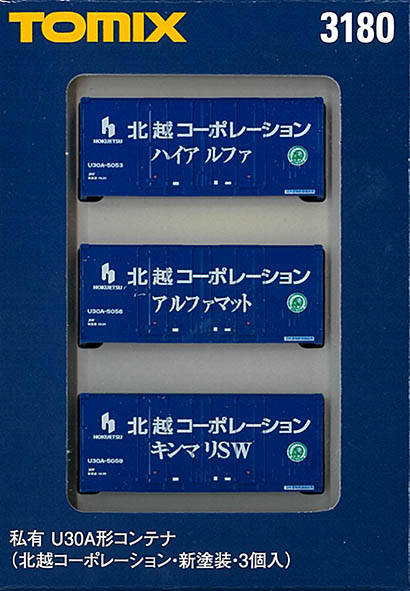 TOMIX 3180
北越コーポレーション
HOKUETSU
ハイアルファ
U30A-5053
北越コーポレーション
HOKUETSU
アルファマット
U30A-5056
北越コーポレーション
HOKUETSU
キンマリSW
U30A-5059
私有 U30A形コンテナ
（北越コーポレーション・新塗装・3個入）